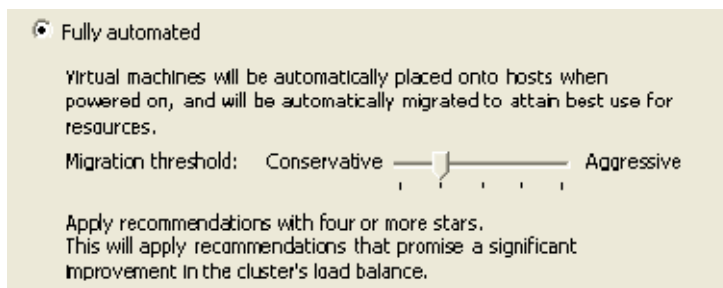 Fully automated
Virtual machines will be automatically placed onto hosts when
powered on, and will be automatically migrated to attain best use for
resources.
Migration threshold: Conservative Aggressive
Apply recommendations with four or more stars.
This will apply recommendations that promise a significant
improvement in the cluster's load balance.